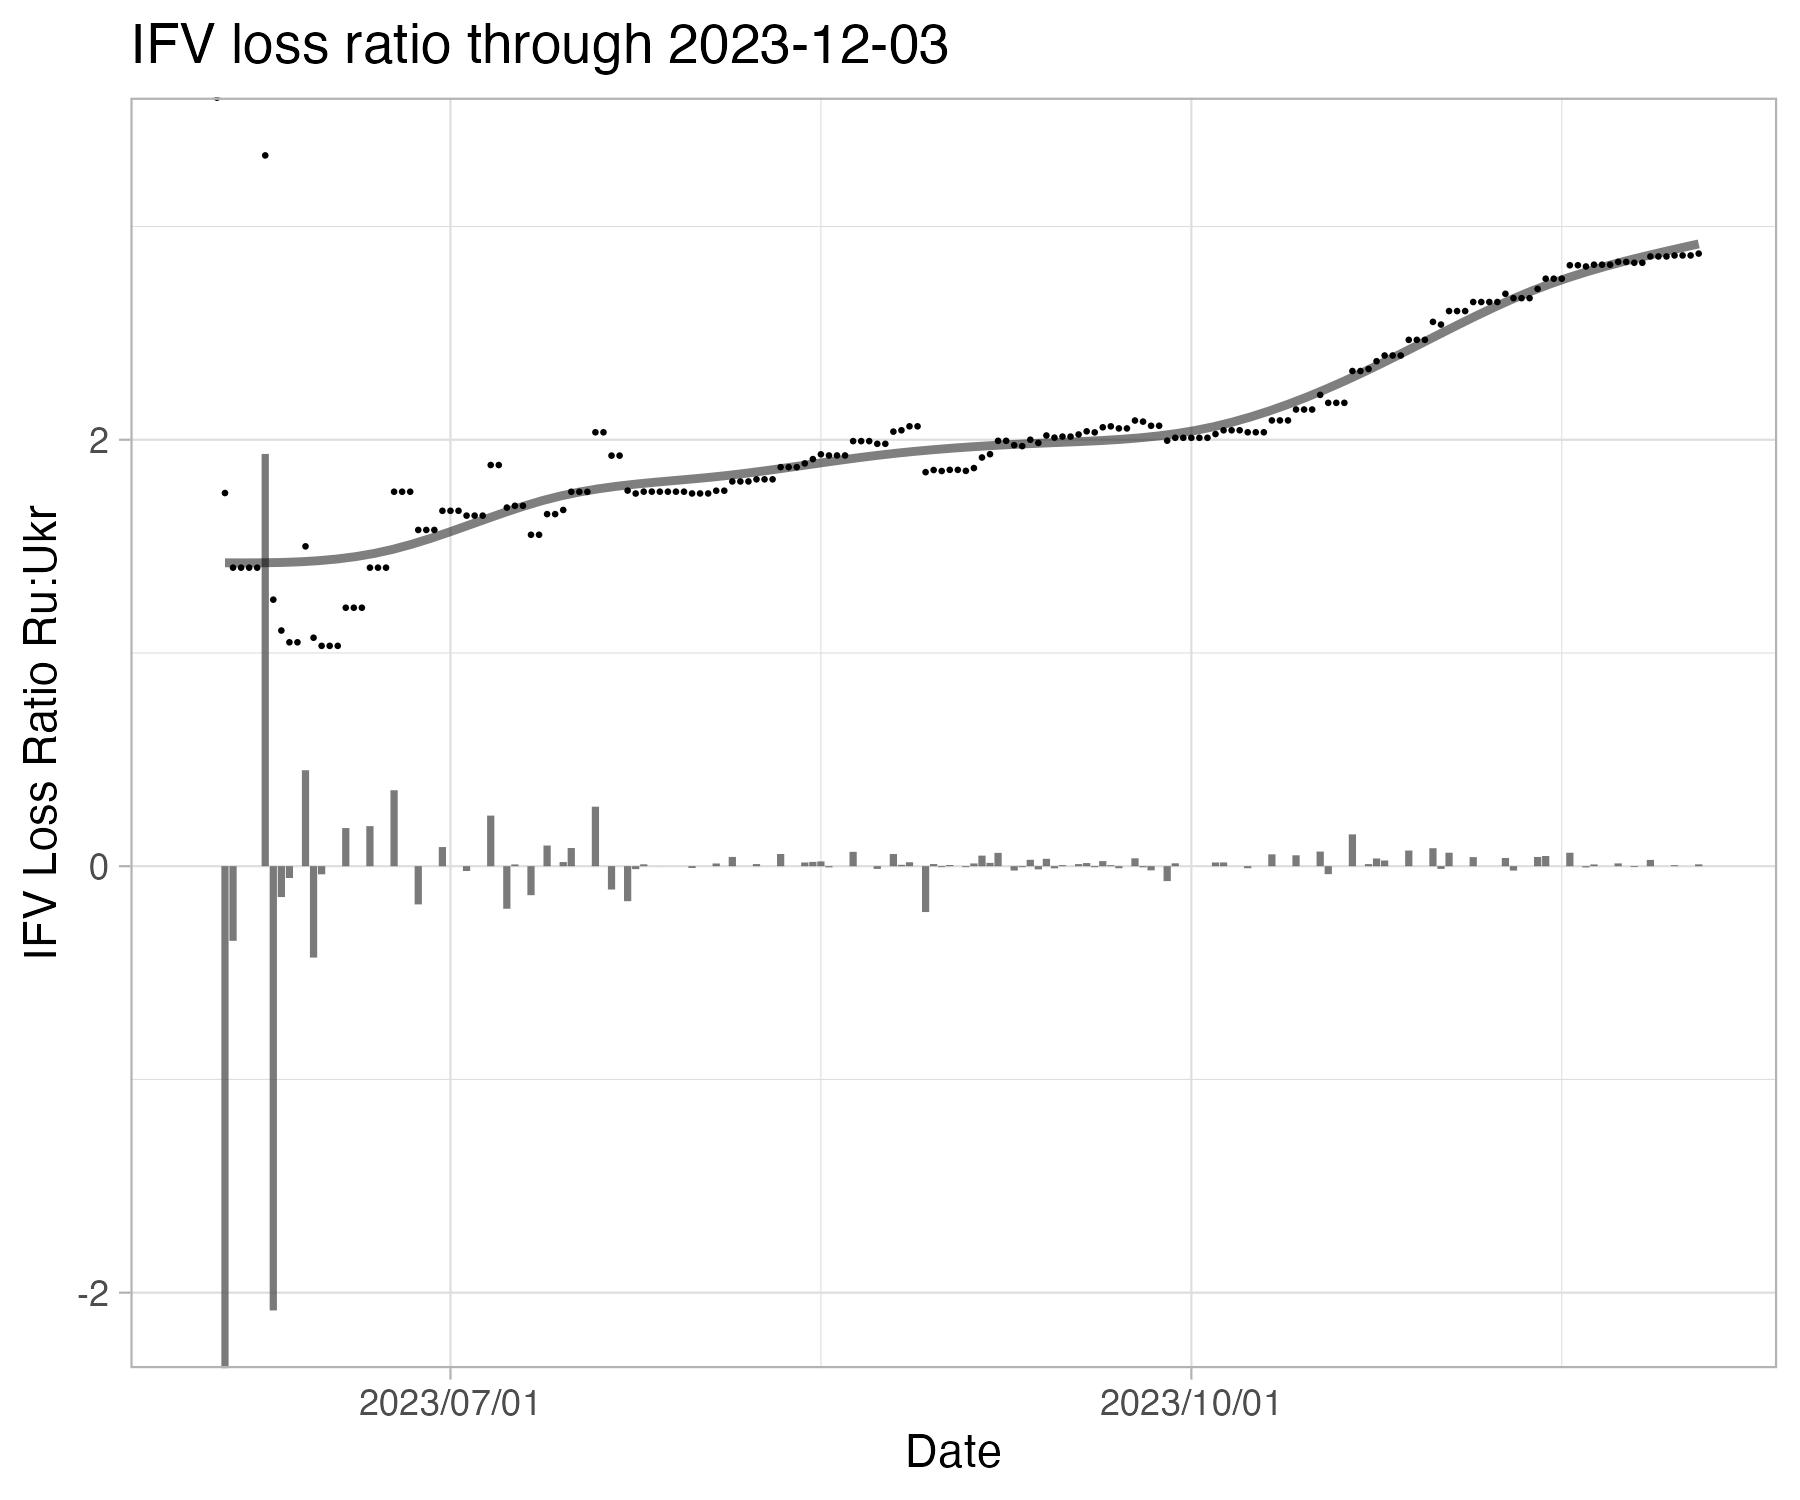 IFV loss ratio through 2023-12-03
IFV Loss Ratio Ru:Ukr
2
0
-2
2023/07/01
2023/10/01
Date